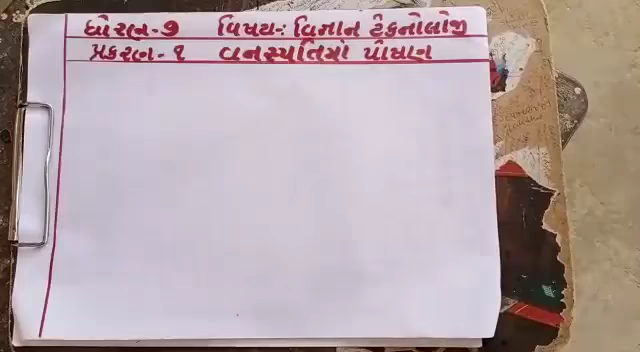 ધોરણ-૭ વિષય:- વિજ્ઞાન ટેકનોલોજી
પ્રકરણ-૧ વનસ્પતિમાં પોષણ